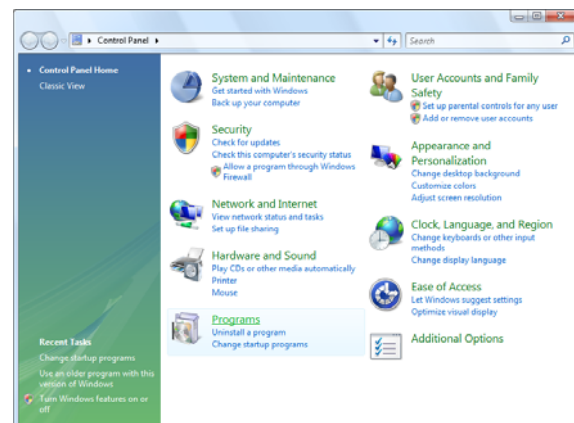 Control Panel
Search
Control Panel Home
Classic View
System and Maintenance
Get started with Windows
Back up your computer
Security
Check for updates
Check this computer's security status
Allow a program through Windows
Firewall
Network and Internet
View network status and tasks
Set up file sharing
Hardware and Sound
Play CDs or other media automatically
Printer
Mouse
Programs
Uninstall a program
Change startup programs
User Accounts and Family
Safety
Set up parental controls for any user
Add or remove user accounts
Appearance and
Personalization
Change desktop background
Customize colors
Adjust screen resolution
Clock, Language, and Region
Change keyboards or other input
methods
Change display language
Ease of Access
Let Windows suggest settings
Optimize visual display
Additional Options
Recent Tasks
Change startup programs
Use an older program with this
version of Windows
Turn Windows features on or
off